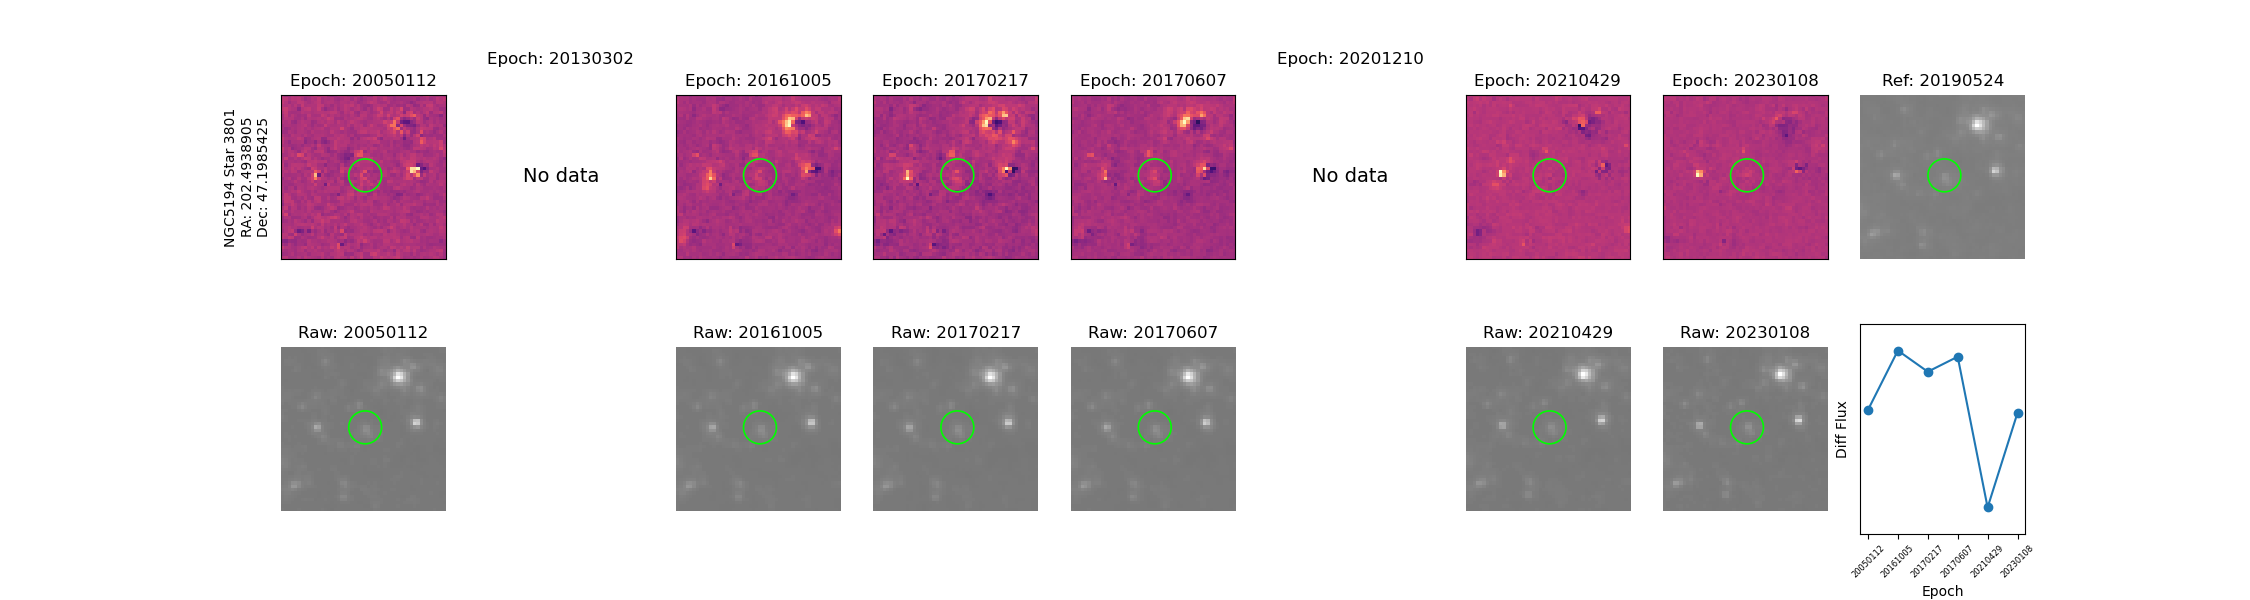 Epoch: 20130302
Epoch: 20201210
Epoch: 20050112
Epoch: 20161005
Epoch: 20170217
Epoch: 20170607
Epoch: 20210429
Epoch: 20230108
Ref: 20190524
NGC5194 Star 3801
RA: 202.4938905
Dec: 47.1985425
No data
No data
Raw: 20050112
Raw: 20161005
Raw: 20170217
Raw: 20170607
Raw: 20210429
Raw: 20230108
Diff Flux
20050112
20161005
20170217
20170607
20210429
20230108
Epoch